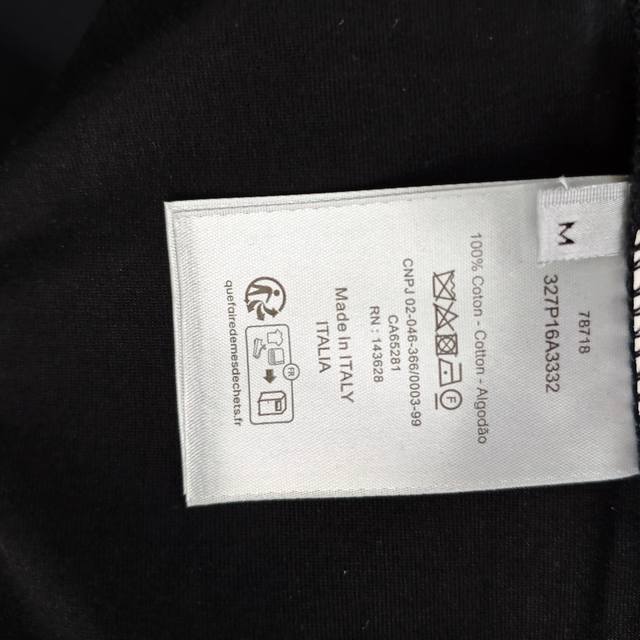 M
78718
327P16A3332
100% Coton - Cotton - Algodão
F
CNPJ 02-046-366/0003-99
CA65281
RN : 143628
Made in ITALY
ITALIA
FR
quefairedemesdechets.fr